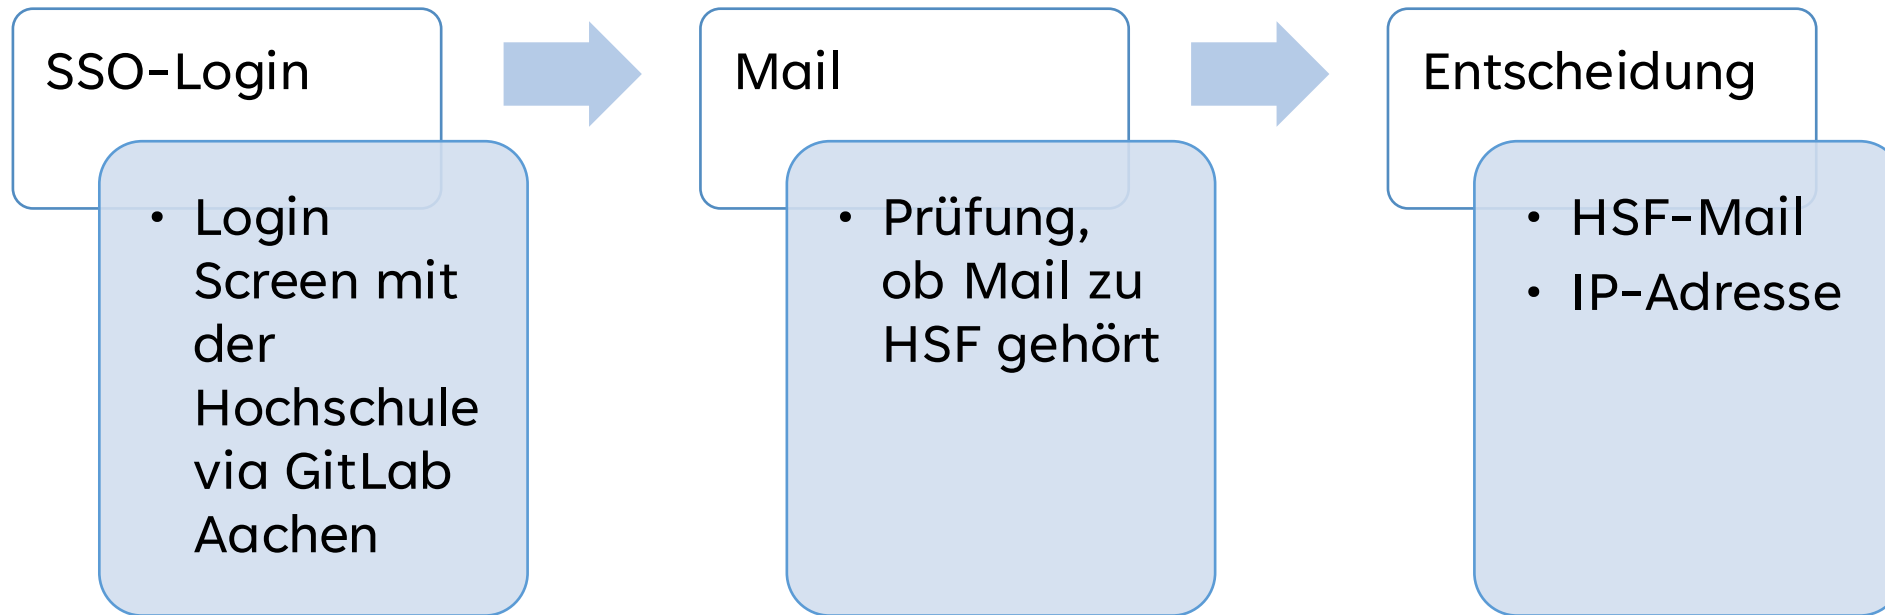 SSO-Login
• Login
Screen mit
der
Hochschule
via GitLab
Aachen
Mail
• Prüfung,
ob Mail zu
HSF gehört
Entscheidung
• HSF-Mail
• IP-Adresse